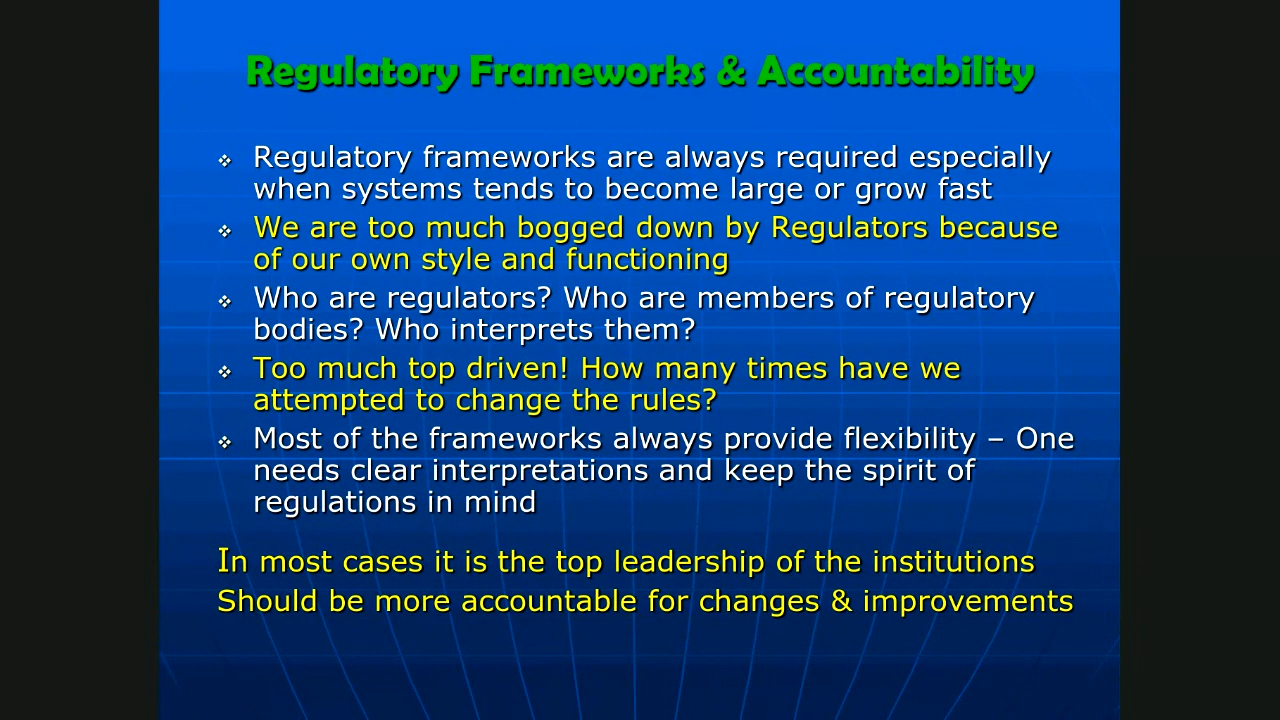 Regulatory Frameworks & Accountability
Regulatory frameworks are always required especially
when systems tends to become large or grow fast
We are too much bogged down by Regulators because
of our own style and functioning
Who are regulators? Who are members of regulatory
bodies? Who interprets them?
Too much top driven! How many times have we
attempted to change the rules?
Most of the frameworks always provide flexibility – One
needs clear interpretations and keep the spirit of
regulations in mind
In most cases it is the top leadership of the institutions
Should be more accountable for changes & improvements